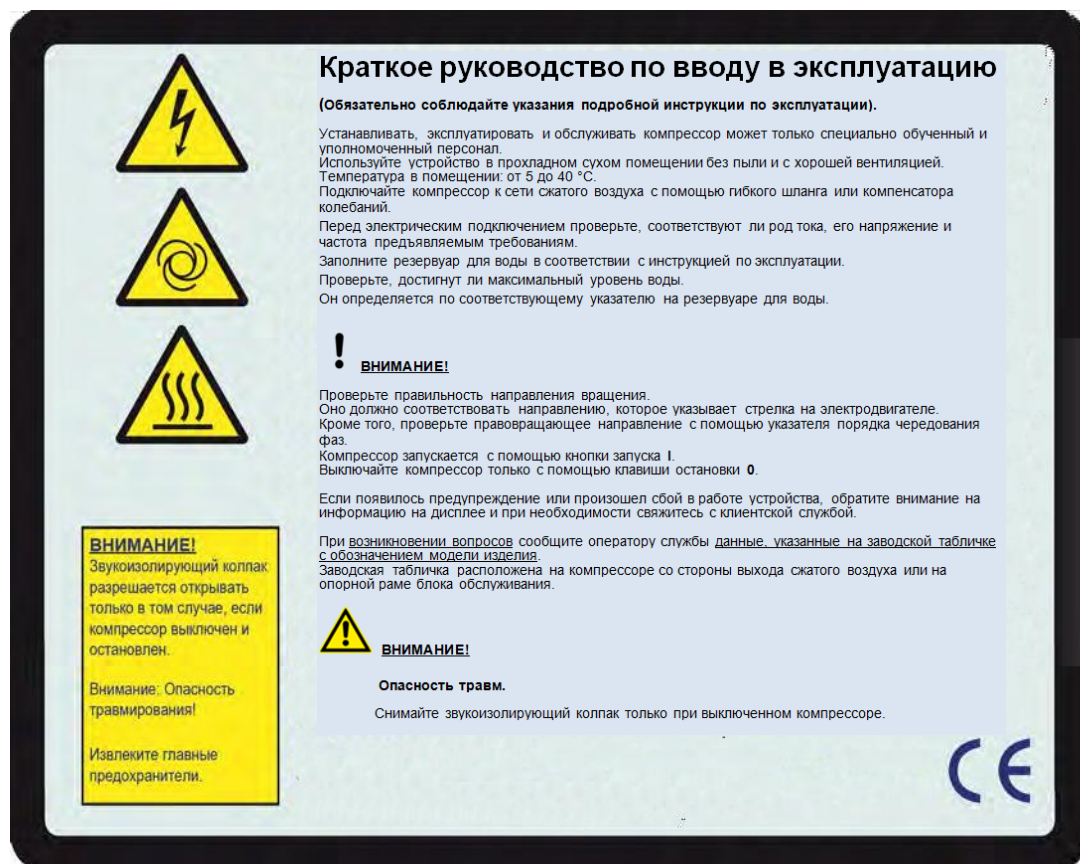 Краткое руководство по вводу в эксплуатацию
(Обязательно соблюдайте указания подробной инструкции по эксплуатации).
Устанавливать, эксплуатировать и обслуживать компрессор может только специально обученный и
уполномоченный персонал.
Используйте устройство в прохладном сухом помещении без пыли и с хорошей вентиляцией.
Температура в помещении: от 5 до 40 °C.
Подключайте компрессор к сети сжатого воздуха с помощью гибкого шланга или компенсатора
колебаний.
Перед электрическим подключением проверьте, соответствуют ли род тока, его напряжение и
частота предъявляемым требованиям.
Заполните резервуар для воды в соответствии с инструкцией по эксплуатации.
Проверьте, достигнут ли максимальный уровень воды.
Он определяется по соответствующему указателю на резервуаре для воды.
! ВНИМАНИЕ!
Проверьте правильность направления вращения.
Оно должно соответствовать направлению, которое указывает стрелка на электродвигателе.
Кроме того, проверьте правовращающее направление с помощью указателя порядка чередования
фаз.
Компрессор запускается с помощью кнопки запуска I.
Выключайте компрессор только с помощью клавиши остановки 0.
Если появилось предупреждение или произошел сбой в работе устройства, обратите внимание на
информацию на дисплее и при необходимости свяжитесь с клиентской службой.
При возникновении вопросов сообщите оператору службы данные, указанные на заводской табличке
с обозначением модели изделия.
Заводская табличка расположена на компрессоре со стороны выхода сжатого воздуха или на
опорной раме блока обслуживания.
ВНИМАНИЕ!
Опасность травм.
Снимайте звукоизолирующий колпак только при выключенном компрессоре.
ВНИМАНИЕ!
Звукоизолирующий колпак
разрешается открывать
только в том случае, если
компрессор выключен и
остановлен.
Внимание: Опасность
травмирования!
Извлеките главные
предохранители.
CE